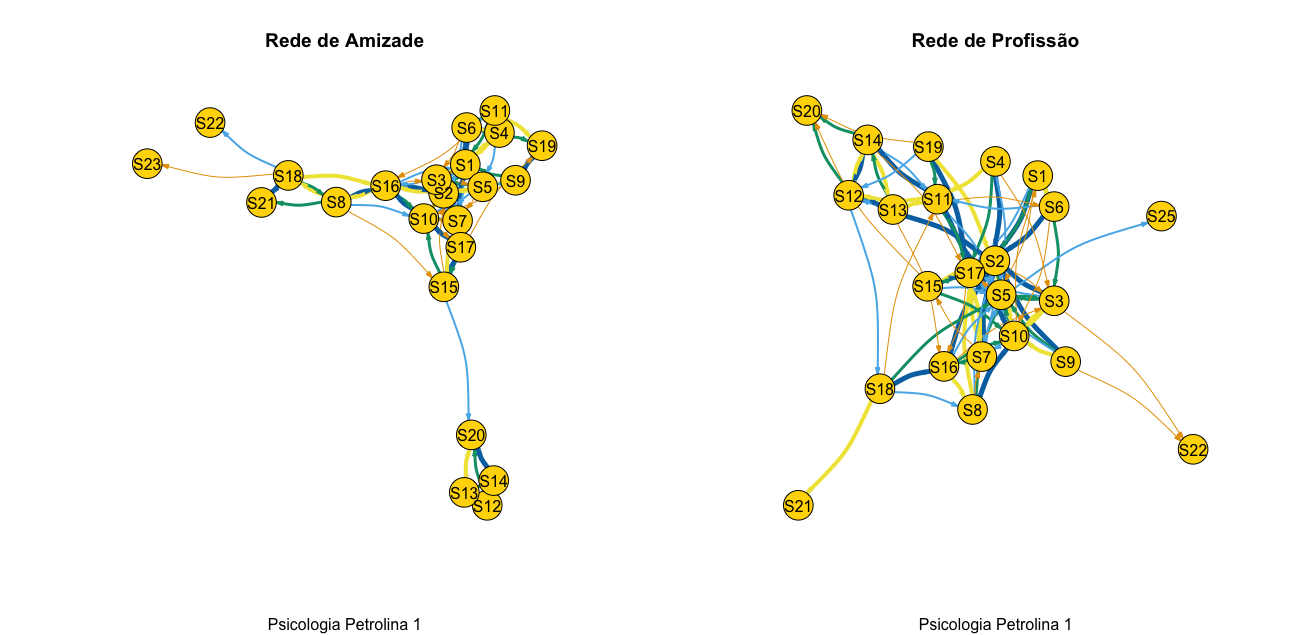 Rede de Amizade
S11
S22
S6
S4
S19
S23
S1
S18
S16
S3
S5
S9
S2
S21
S8
S10
S7
S17
S15
S20
S14
S13
S12
Psicologia Petrolina 1
Rede de Profissão
S20
S14
S19
S4
S1
S12
S13
S11
S6
S25
S2
S17
S15
S5
S3
S10
S7
S16
S9
S18
S8
S22
S21
Psicologia Petrolina 1